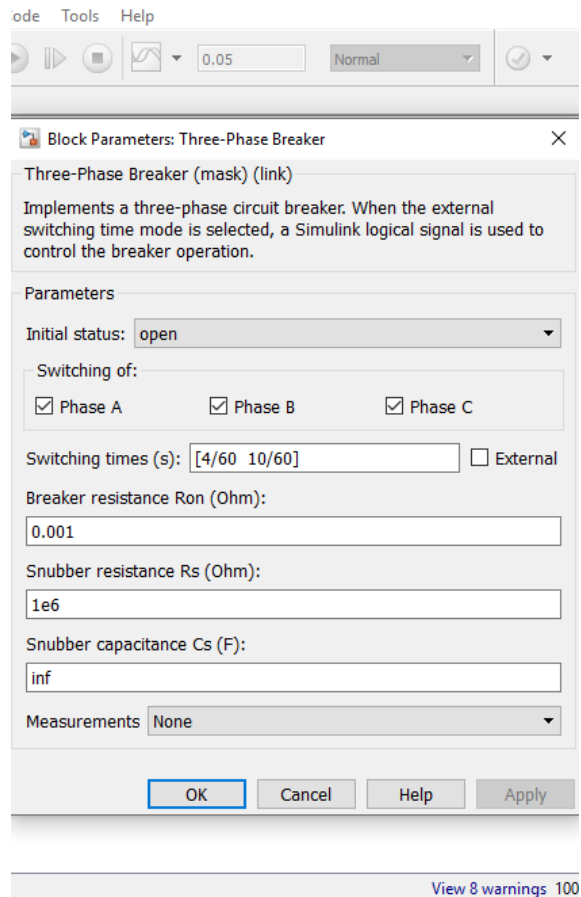 ode Tools Help
0.05 Normal
Block Parameters: Three-Phase Breaker
Three-Phase Breaker (mask) (link)
Implements a three-phase circuit breaker. When the external
switching time mode is selected, a Simulink logical signal is used to
control the breaker operation.
Parameters
Initial status: open
Switching of:
Phase A Phase B Phase C
Switching times (s): [4/60 10/60] External
Breaker resistance Ron (Ohm):
0.001
Snubber resistance Rs (Ohm):
1e6
Snubber capacitance Cs (F):
inf
Measurements None
OK Cancel Help Apply
View 8 warnings 100